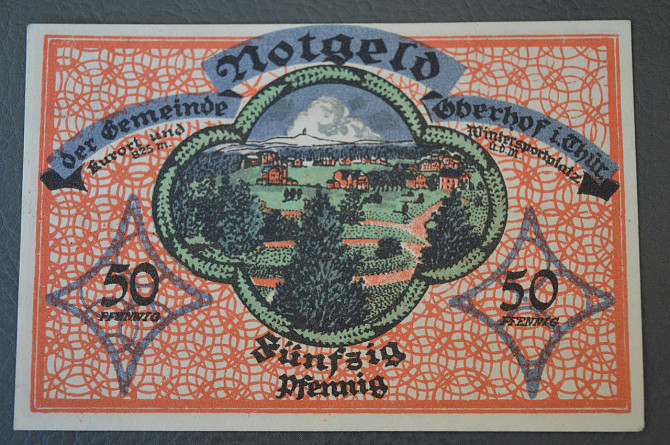 Notgeld
der Gemeinde Oberhof i. Thür.
Kurort und Wintersportplatz
825 m. ü. d. M.
50
PFENNIG
50
PFENNIG
Fünfzig
Pfennig